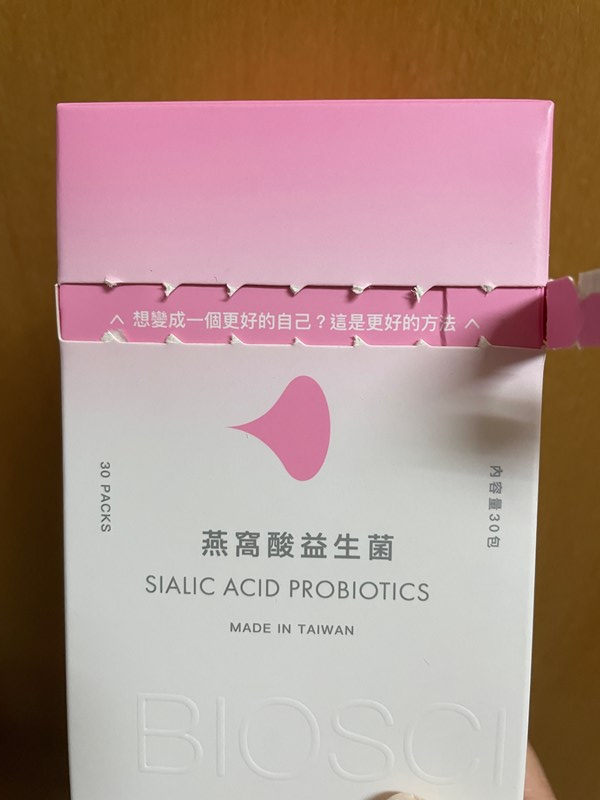 ︿ 想變成一個更好的自己？這是更好的方法 ︿
30 PACKS
內容量30包
燕窩酸益生菌
SIALIC ACID PROBIOTICS
MADE IN TAIWAN
BIOSCI